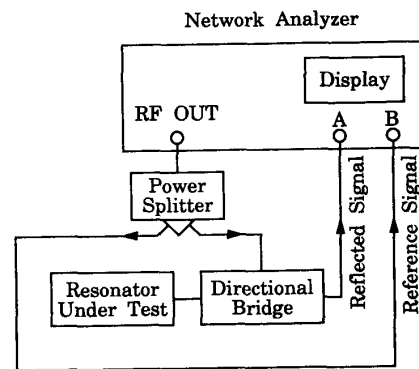 Network Analyzer
Display
RF OUT
A
B
Power
Splitter
Reflected Signal
Reference Signal
Resonator
Under Test
Directional
Bridge